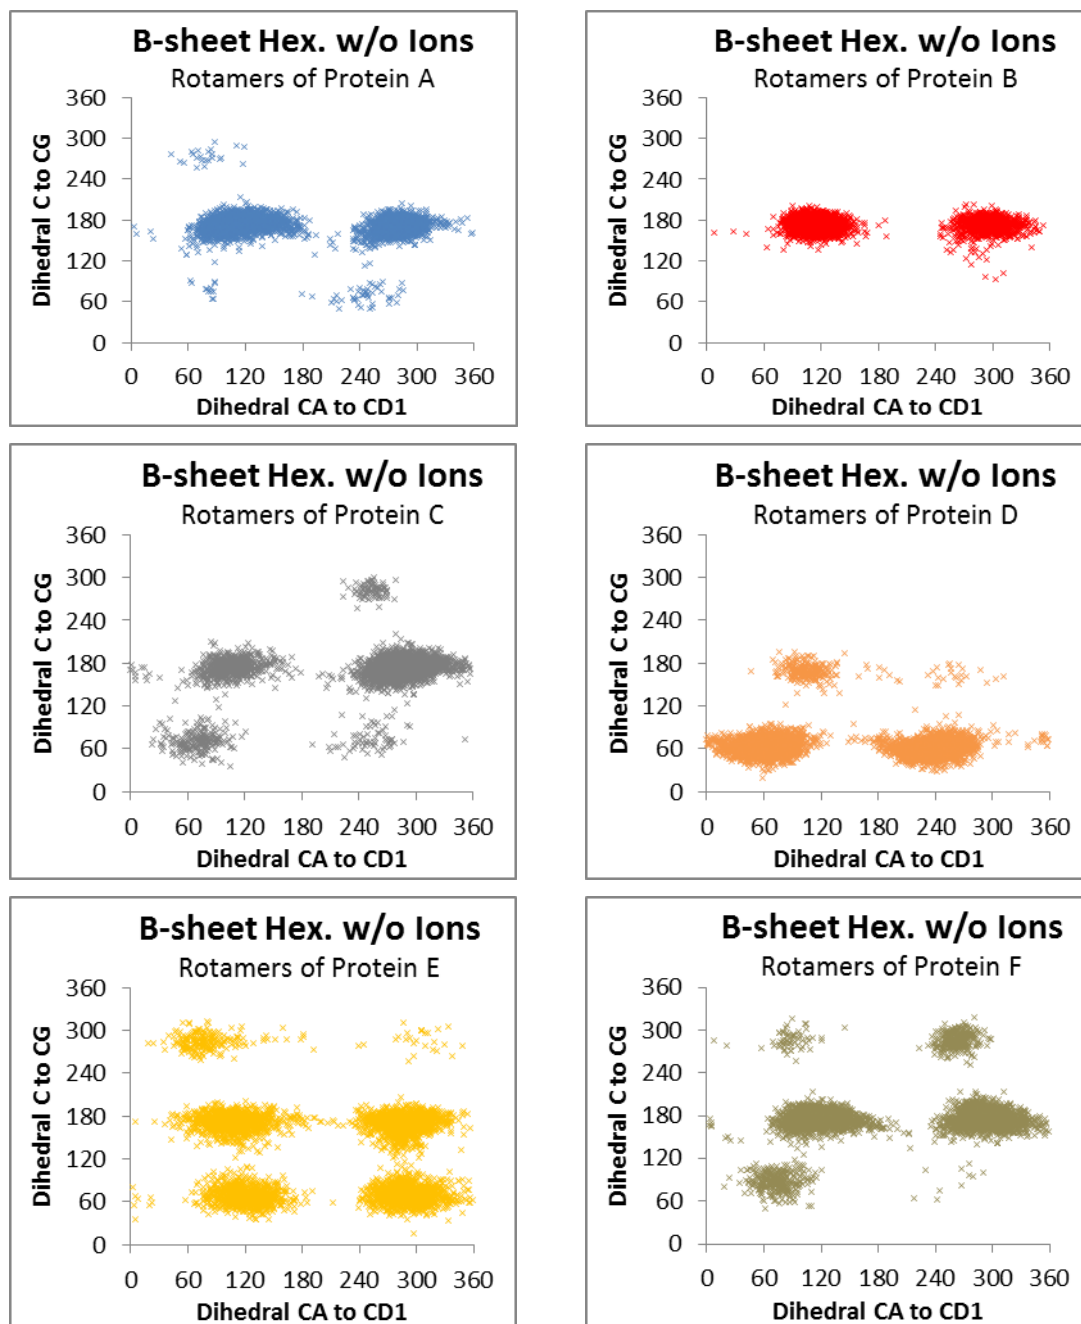 B-sheet Hex. w/o Ions
Rotamers of Protein A
360
300
240
180
120
60
0
Dihedral C to CG
0 60 120 180 240 300 360
Dihedral CA to CD1
B-sheet Hex. w/o Ions
Rotamers of Protein B
360
300
240
180
120
60
0
Dihedral C to CG
0 60 120 180 240 300 360
Dihedral CA to CD1
B-sheet Hex. w/o Ions
Rotamers of Protein C
360
300
240
180
120
60
0
Dihedral C to CG
0 60 120 180 240 300 360
Dihedral CA to CD1
B-sheet Hex. w/o Ions
Rotamers of Protein D
360
300
240
180
120
60
0
Dihedral C to CG
0 60 120 180 240 300 360
Dihedral CA to CD1
B-sheet Hex. w/o Ions
Rotamers of Protein E
360
300
240
180
120
60
0
Dihedral C to CG
0 60 120 180 240 300 360
Dihedral CA to CD1
B-sheet Hex. w/o Ions
Rotamers of Protein F
360
300
240
180
120
60
0
Dihedral C to CG
0 60 120 180 240 300 360
Dihedral CA to CD1